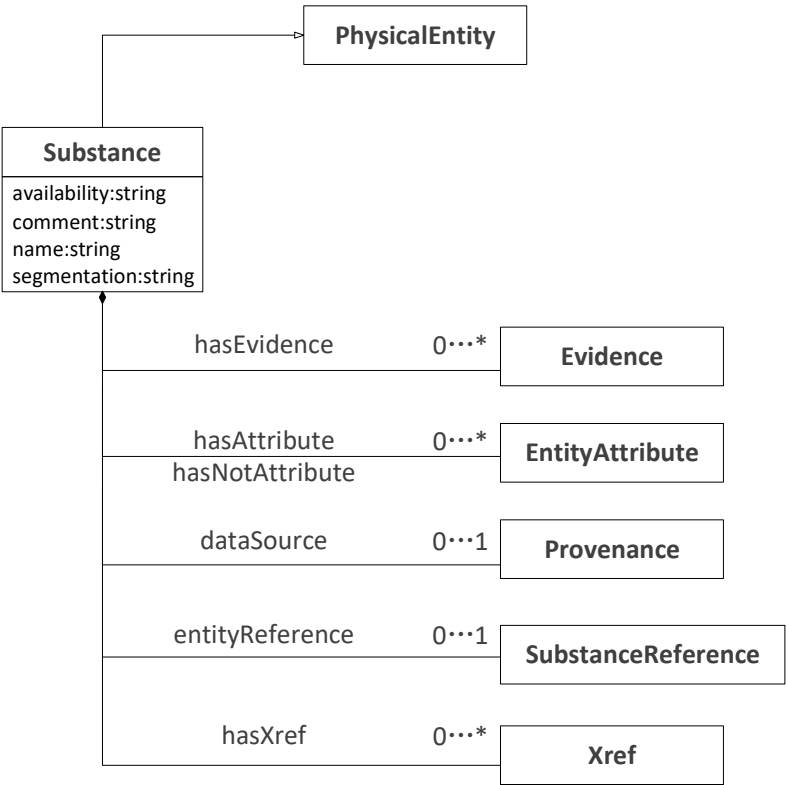 PhysicalEntity
Substance
availability:string
comment:string
name:string
segmentation:string
hasEvidence 0···*
Evidence
hasAttribute 0···*
hasNotAttribute
EntityAttribute
dataSource 0···1
Provenance
entityReference 0···1
SubstanceReference
hasXref 0···*
Xref